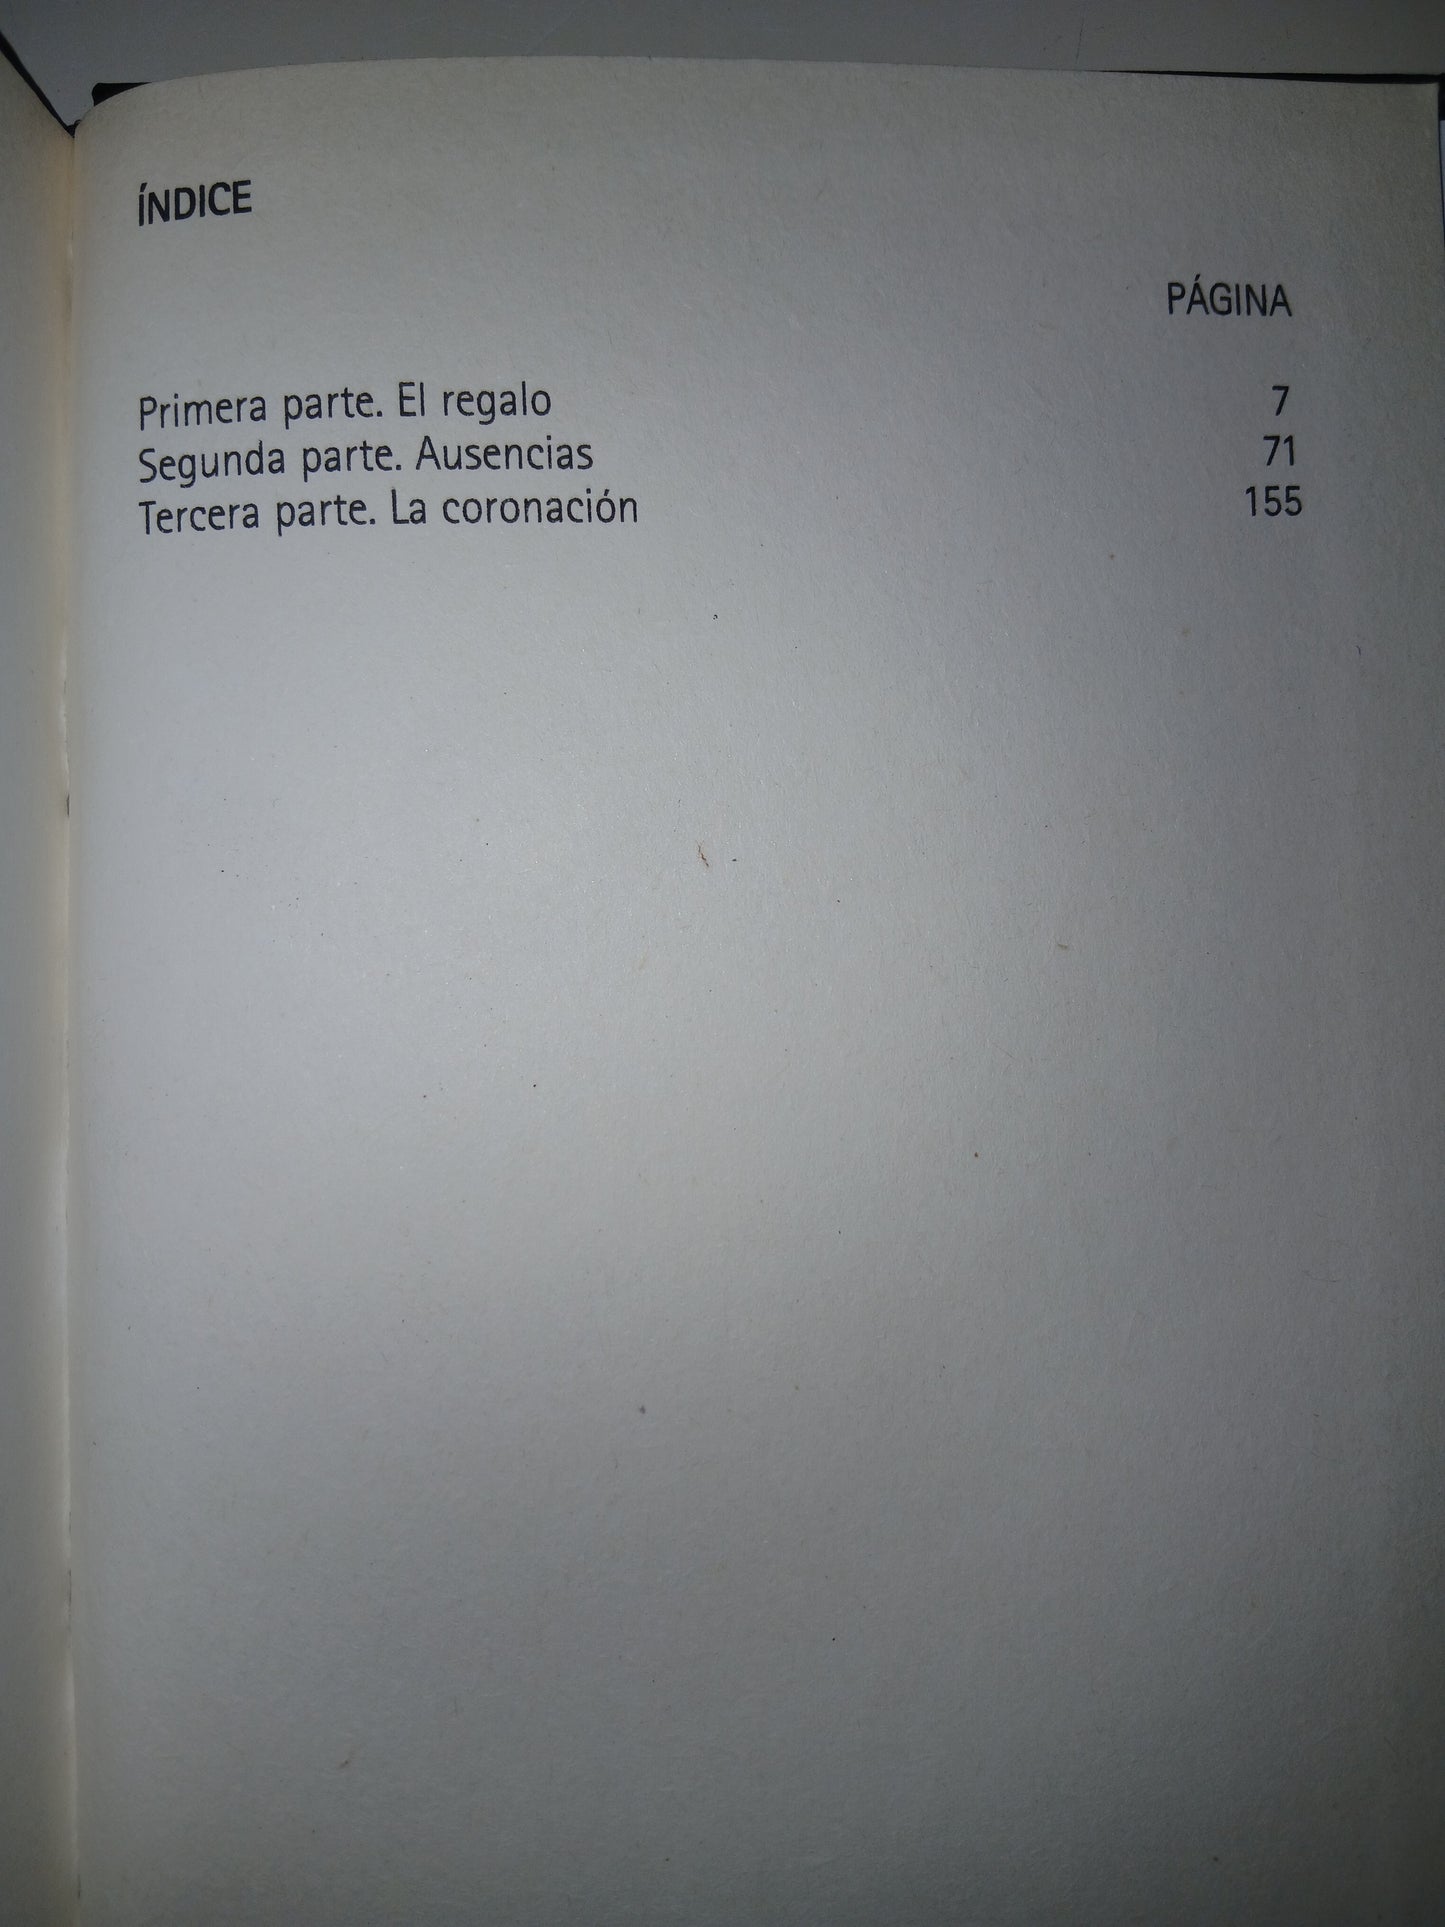 ÍNDICE
PÁGINA
Primera parte. El regalo 7
Segunda parte. Ausencias 71
Tercera parte. La coronación 155